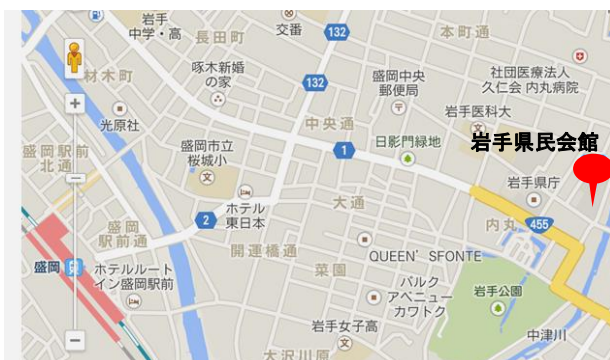 岩手
中学・高
交番
132
本町通
長田町
啄木新婚
の家
盛岡中央
郵便局
社団医療法人
久仁会 内丸病院
材木町
132
光原社
中央通
岩手医科大
盛岡駅前
北通
盛岡市立
桜城小
1
日影門緑地
岩手県民会館
岩手県庁
2
ホテル
東日本
大通
内丸
455
盛岡
駅前通
開運橋通
QUEEN' SFONTE
盛岡
ホテルルート
イン盛岡駅前
菜園
パルク
アベニュー
カワトク
岩手公園
岩手女子高
中津川
大沢川原